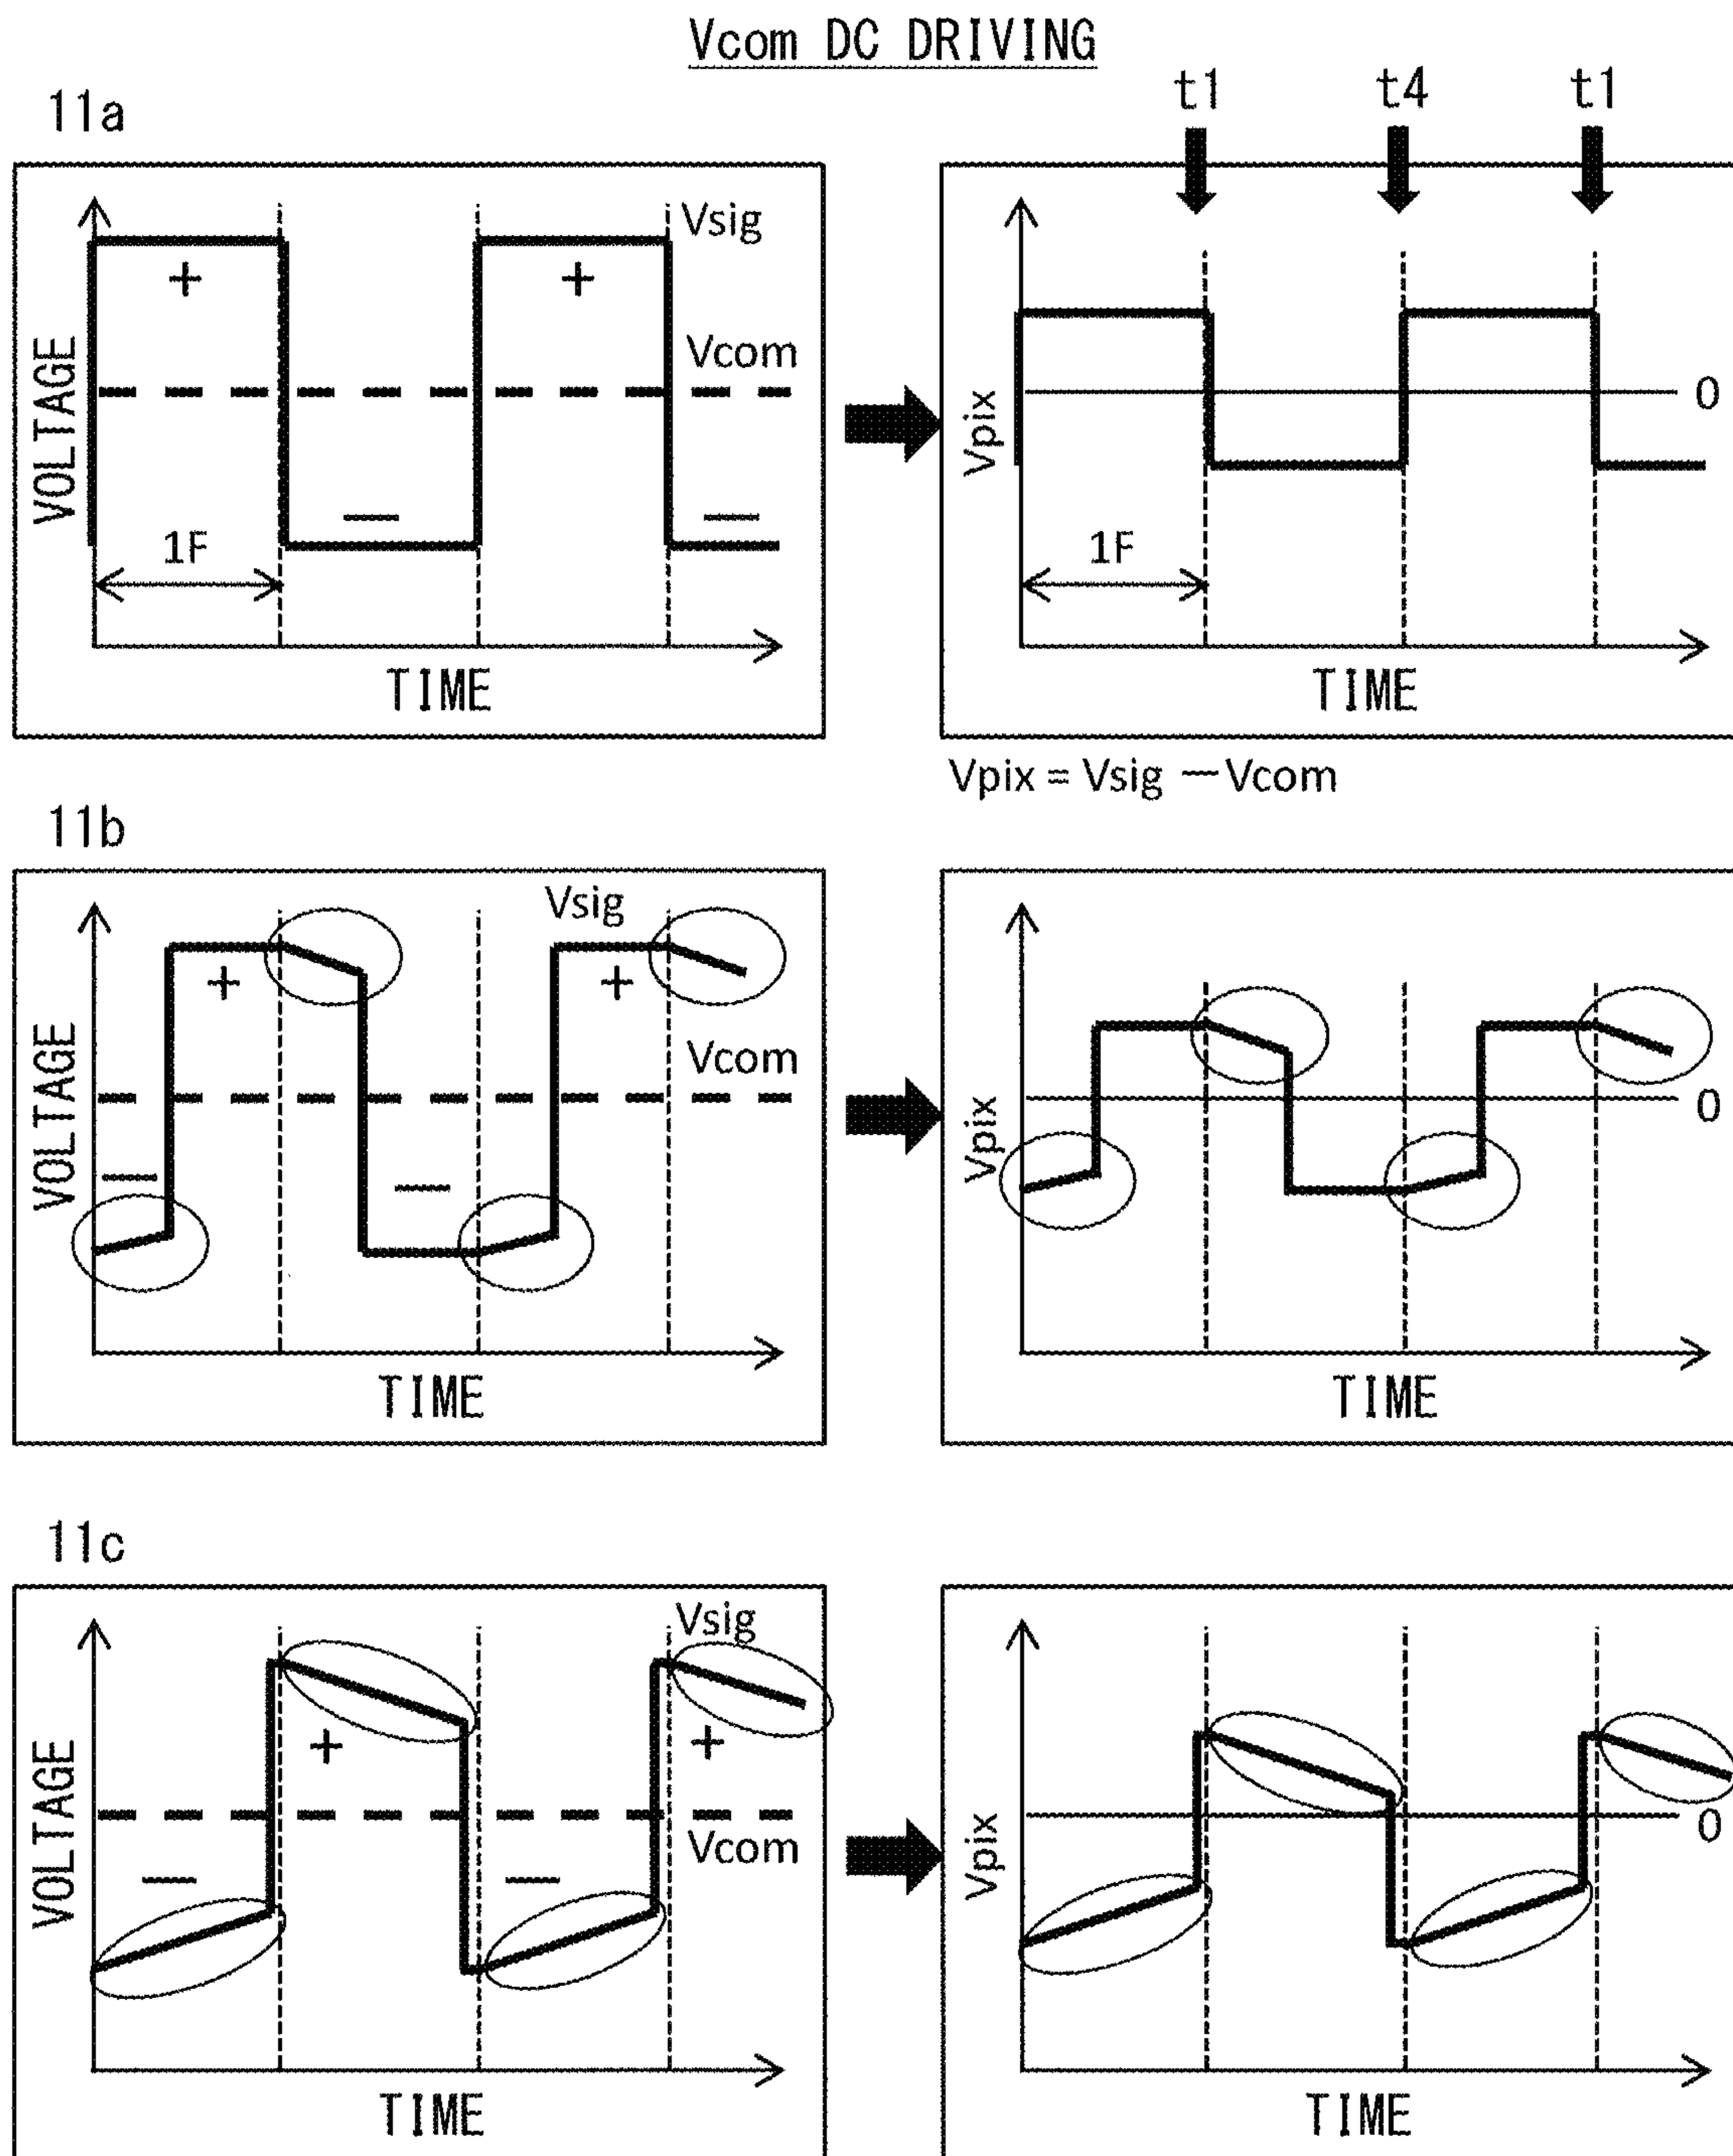 Vcom DC DRIVING
11a
t1 t4 t1
VOLTAGE
Vsig
+ +
Vcom
— —
1F
TIME
Vpix
0
1F
TIME
Vpix = Vsig — Vcom
11b
VOLTAGE
Vsig
+ +
Vcom
— —
TIME
Vpix
0
TIME
11c
VOLTAGE
Vsig
+ +
Vcom
— —
TIME
Vpix
0
TIME